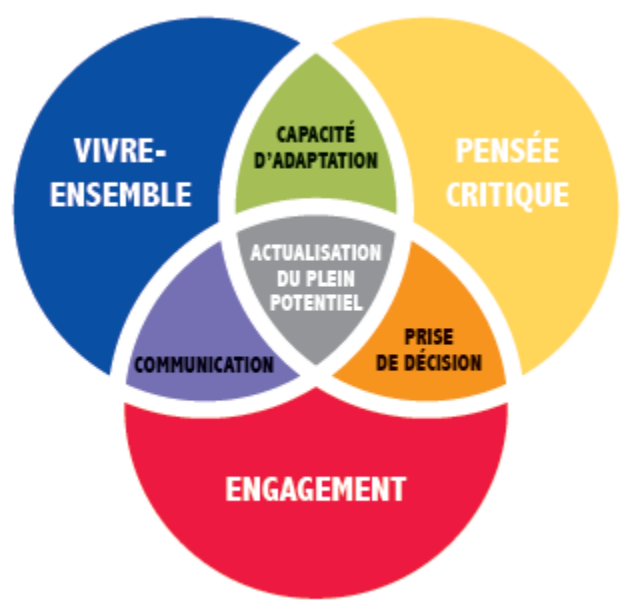 VIVRE-
ENSEMBLE
CAPACITÉ
D'ADAPTATION
PENSÉE
CRITIQUE
ACTUALISATION
DU PLEIN
POTENTIEL
COMMUNICATION
PRISE
DE DÉCISION
ENGAGEMENT